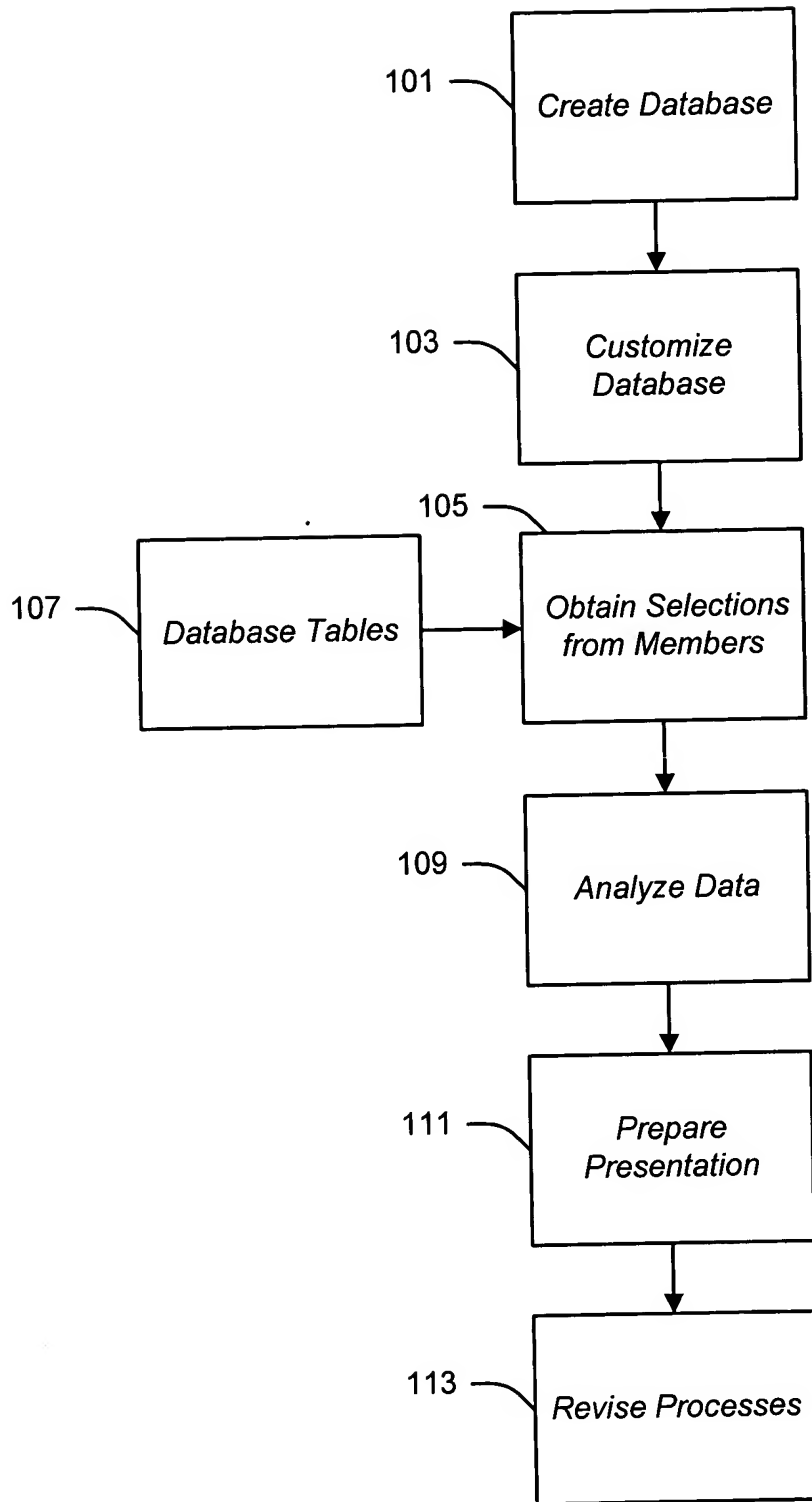 101
Create Database
103
Customize
Database
105
107
Database Tables
Obtain Selections
from Members
109
Analyze Data
111
Prepare
Presentation
113
Revise Processes